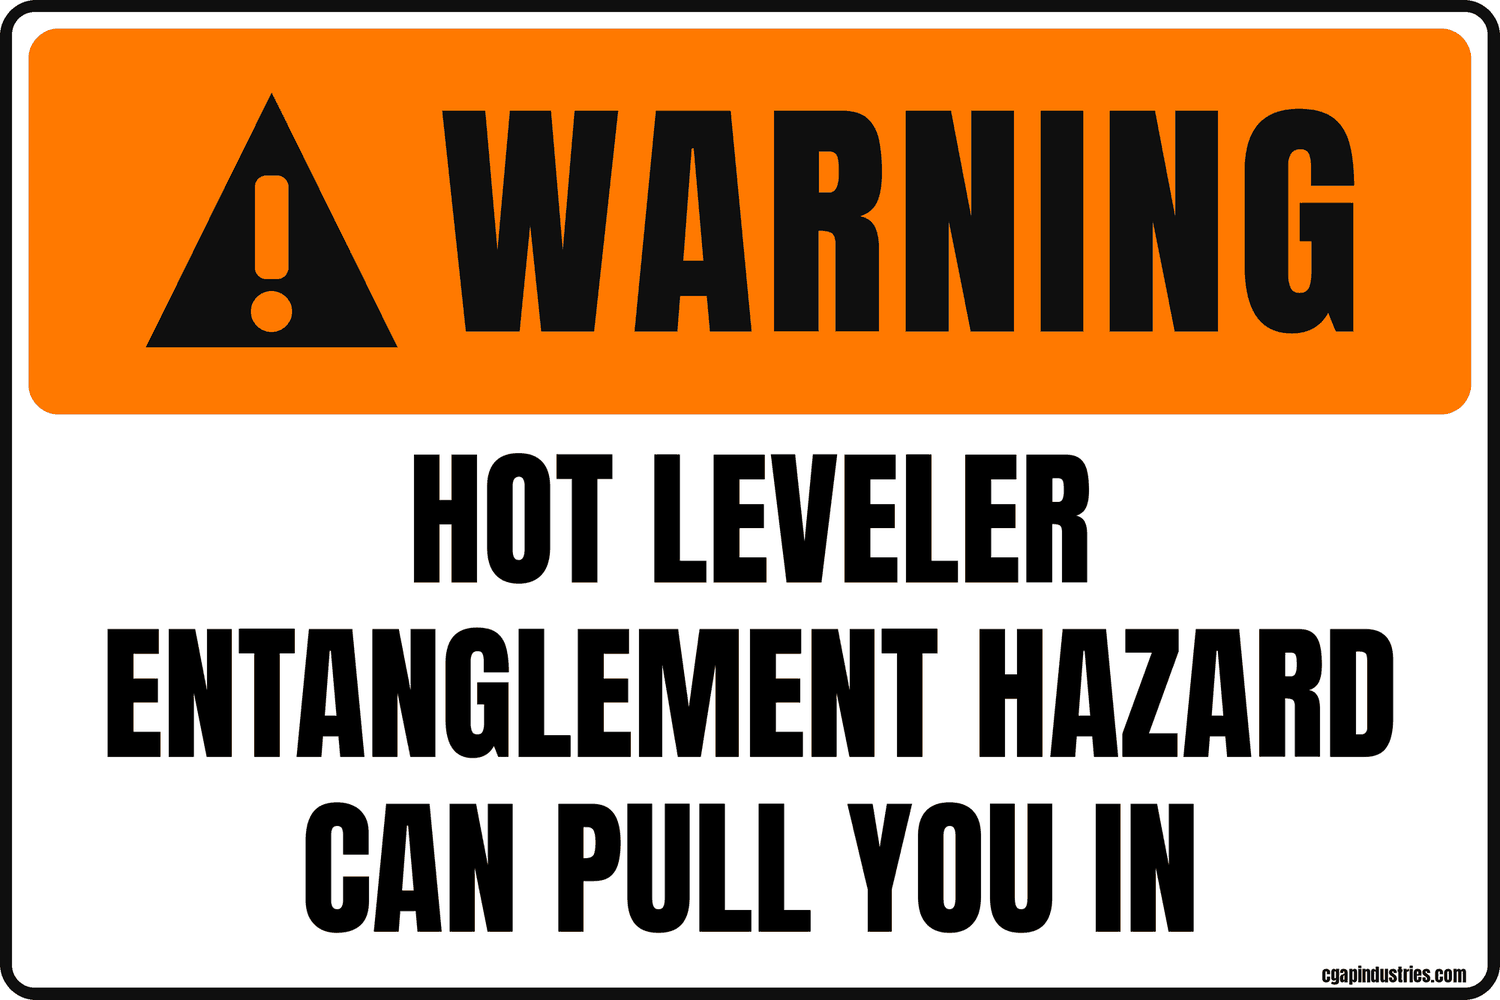 WARNING
HOT LEVELER
ENTANGLEMENT HAZARD
CAN PULL YOU IN
cgapindustries.com